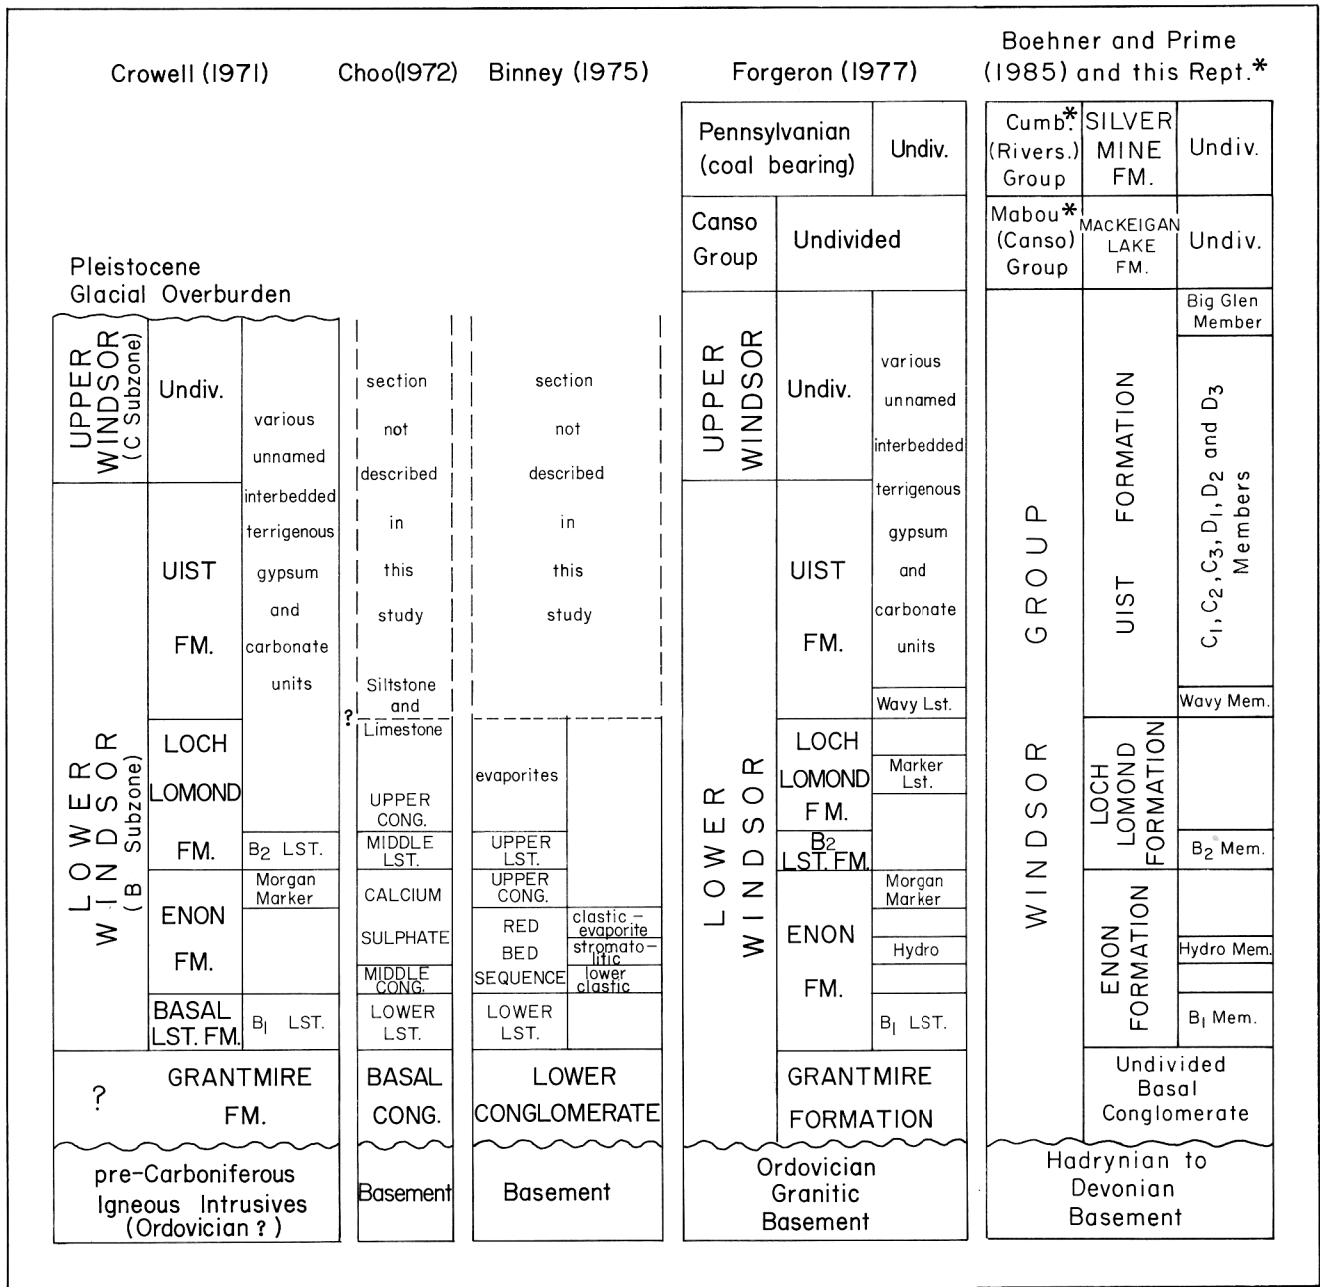 Crowell (1971)
Pleistocene
Glacial Overburden
UPPER
WINDSOR
(C Subzone)
Undiv.
various
unnamed
interbedded
terrigenous
gypsum
and
carbonate
units
LOWER
WINDSOR
(B Subzone)
UIST
FM.
LOCH
LOMOND
FM.
B2 LST.
ENON
FM.
Morgan
Marker
BASAL
LST. FM.
B1 LST.
?
GRANTMIRE
FM.
pre-Carboniferous
Igneous Intrusives
(Ordovician ?)
Choo(1972)
section
not
described
in
this
study
Siltstone
and
?
Limestone
UPPER
CONG.
MIDDLE
LST.
CALCIUM
SULPHATE
MIDDLE
CONG.
LOWER
LST.
BASAL
CONG.
Basement
Binney (1975)
section
not
described
in
this
study
evaporites
UPPER
LST.
UPPER
CONG.
RED
BED
SEQUENCE
clastic –
evaporite
stromato–
litic
lower
clastic
LOWER
LST.
LOWER
CONGLOMERATE
Basement
Forgeron (1977)
Pennsylvanian
(coal bearing)
Undiv.
Canso
Group
Undivided
UPPER
WINDSOR
Undiv.
various
unnamed
interbedded
terrigenous
gypsum
and
carbonate
units
LOWER
WINDSOR
UIST
FM.
Wavy Lst.
LOCH
LOMOND
FM.
Marker
Lst.
B2
LST. FM.
ENON
FM.
Morgan
Marker
Hydro
B1 LST.
GRANTMIRE
FORMATION
Ordovician
Granitic
Basement
Boehner and Prime
(1985) and this Rept.*
Cumb.*
(Rivers.)
Group
SILVER
MINE
FM.
Undiv.
Mabou*
(Canso)
Group
MACKEIGAN
LAKE
FM.
Undiv.
WINDSOR GROUP
UIST FORMATION
Big Glen
Member
C1, C2, C3, D1, D2 and D3
Members
Wavy Mem.
LOCH
LOMOND
FORMATION
B2 Mem.
ENON
FORMATION
Hydro Mem.
B1 Mem.
Undivided
Basal
Conglomerate
Hadrynian to
Devonian
Basement